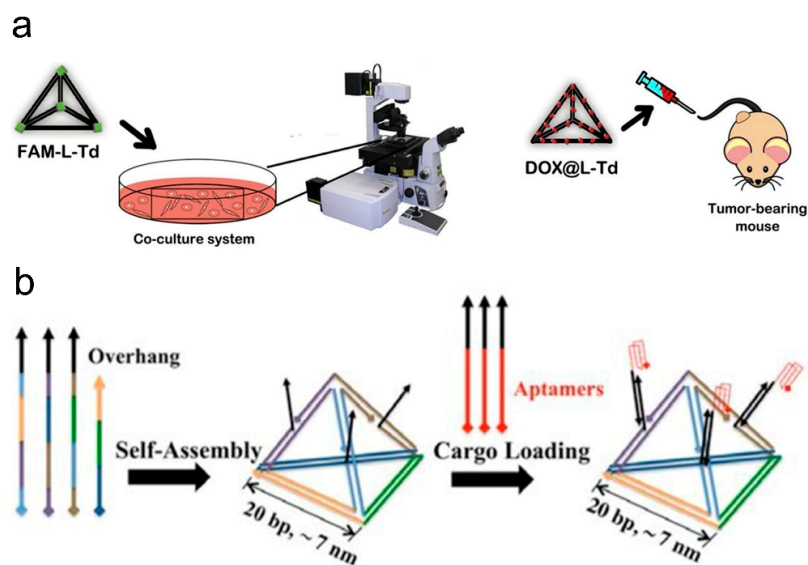 a
FAM-L-Td
Co-culture system
DOX@L-Td
Tumor-bearing
mouse
b
Overhang
Self-Assembly
20 bp, ~ 7 nm
Aptamers
Cargo Loading
20 bp, ~ 7 nm